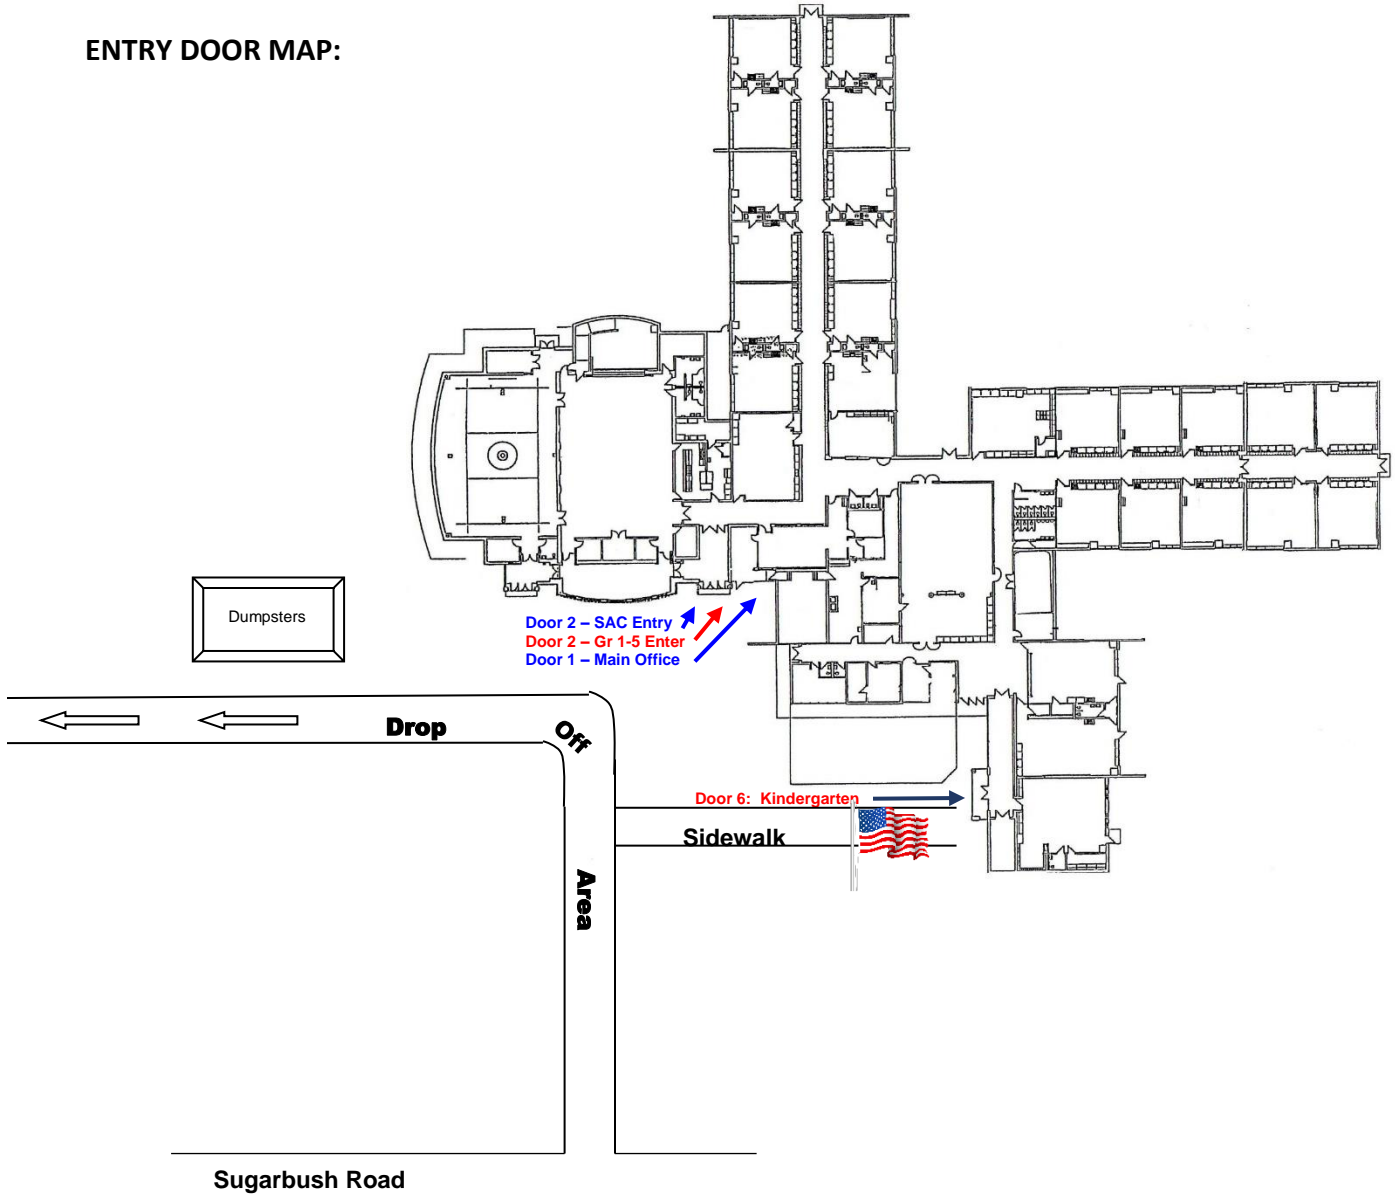 ENTRY DOOR MAP:
Dumpsters
Door 2 – SAC Entry
Door 2 – Gr 1-5 Enter
Door 1 – Main Office
Drop
Off
Area
Door 6:  Kindergarten
Sidewalk
Sugarbush Road